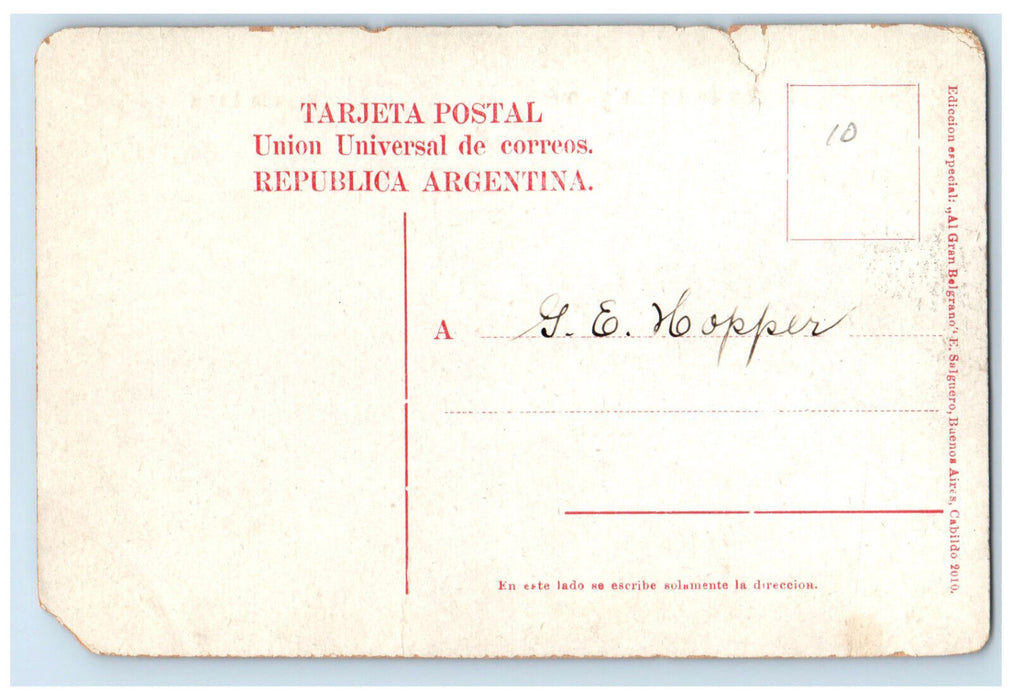 TARJETA POSTAL
Union Universal de correos.
REPUBLICA ARGENTINA.
10
A G. E. Hopper
En este lado se escribe solamente la direccion.
Ediccion especial: „Al Gran Belgrano“ E. Salguero, Buenos Aires, Cabildo 2010.